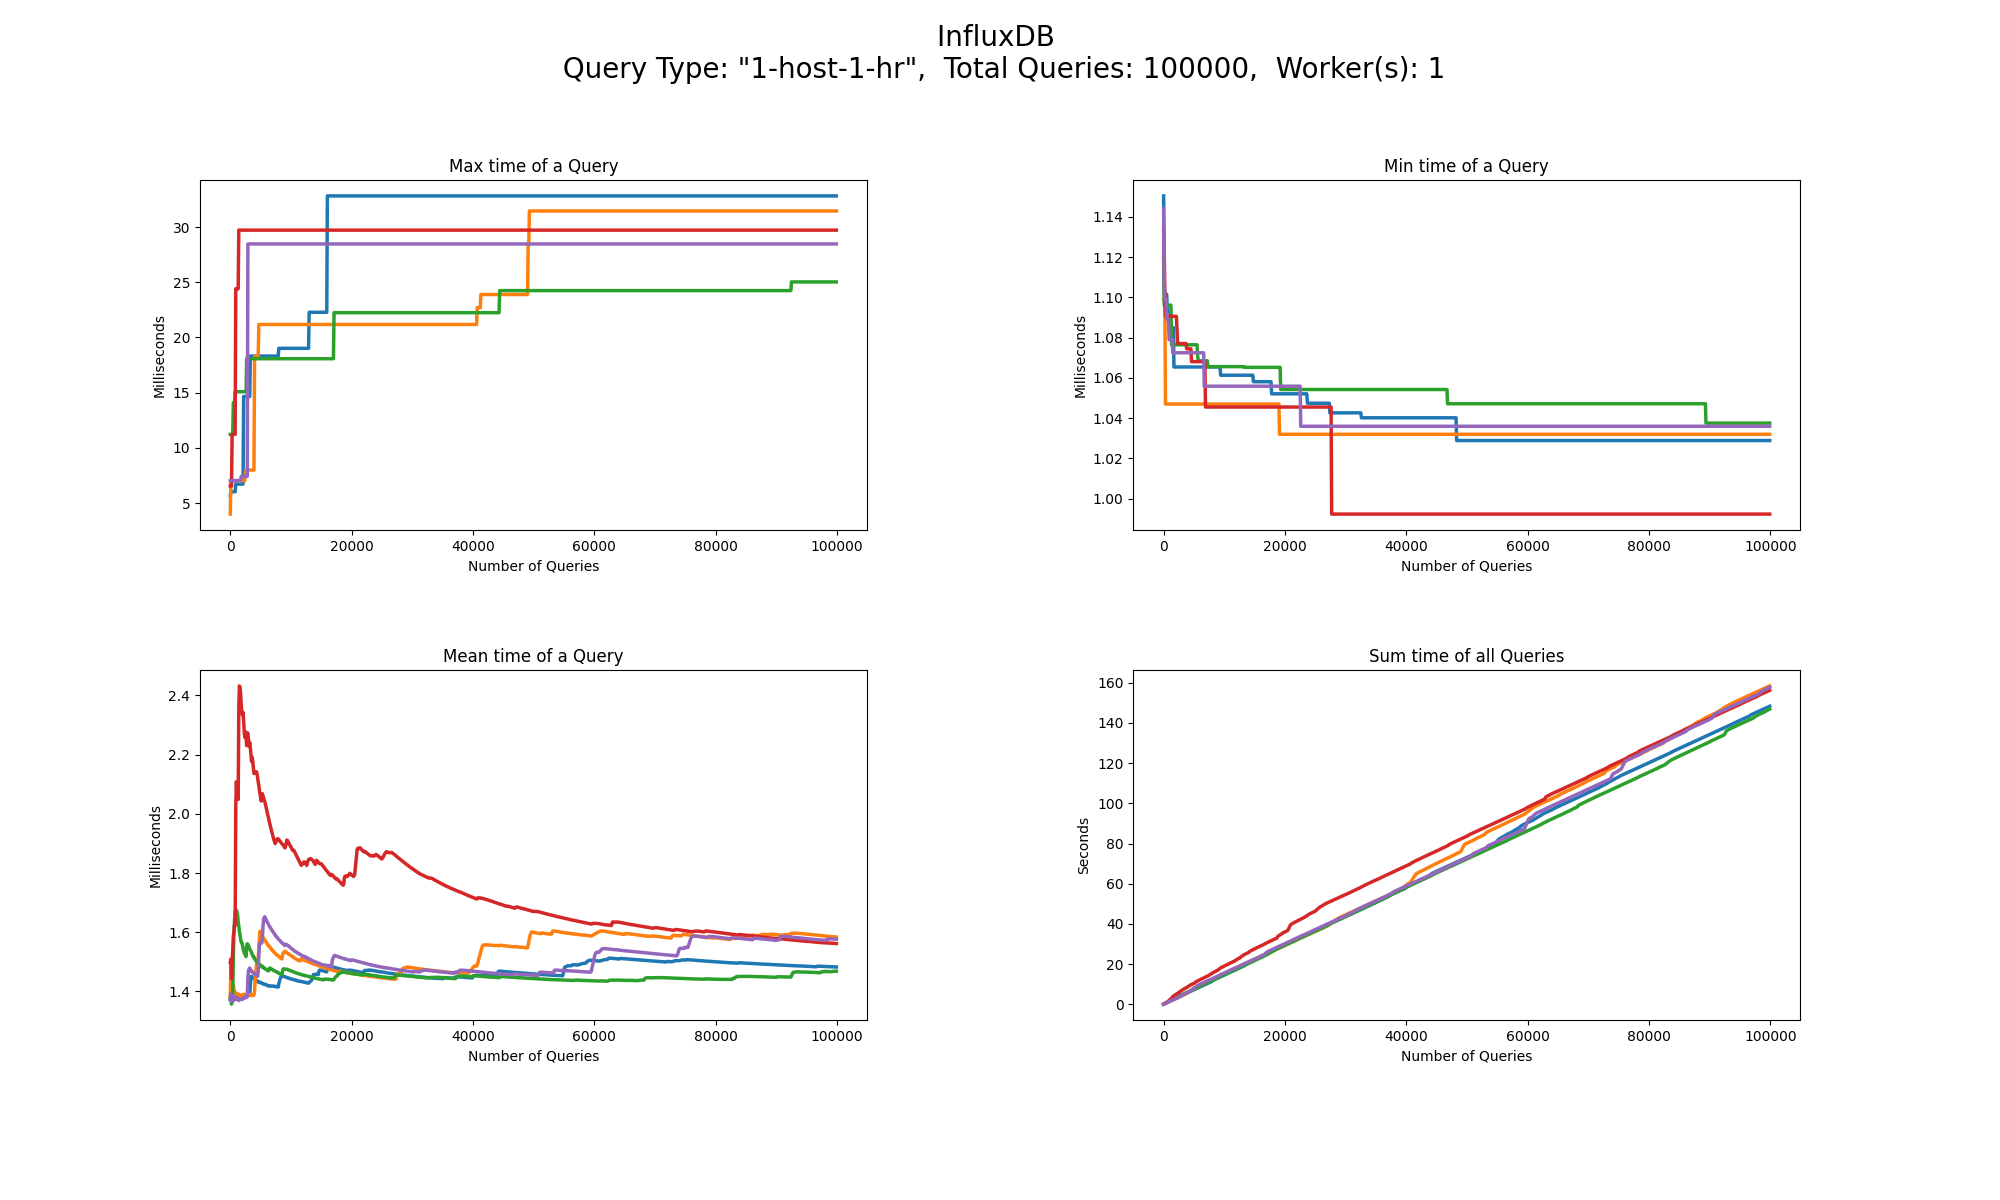 InfluxDB
Query Type: "1-host-1-hr",  Total Queries: 100000,  Worker(s): 1
Max time of a Query
Milliseconds
30
25
20
15
10
5
0 20000 40000 60000 80000 100000
Number of Queries
Min time of a Query
Milliseconds
1.14
1.12
1.10
1.08
1.06
1.04
1.02
1.00
0 20000 40000 60000 80000 100000
Number of Queries
Mean time of a Query
Milliseconds
2.4
2.2
2.0
1.8
1.6
1.4
0 20000 40000 60000 80000 100000
Number of Queries
Sum time of all Queries
Seconds
160
140
120
100
80
60
40
20
0
0 20000 40000 60000 80000 100000
Number of Queries